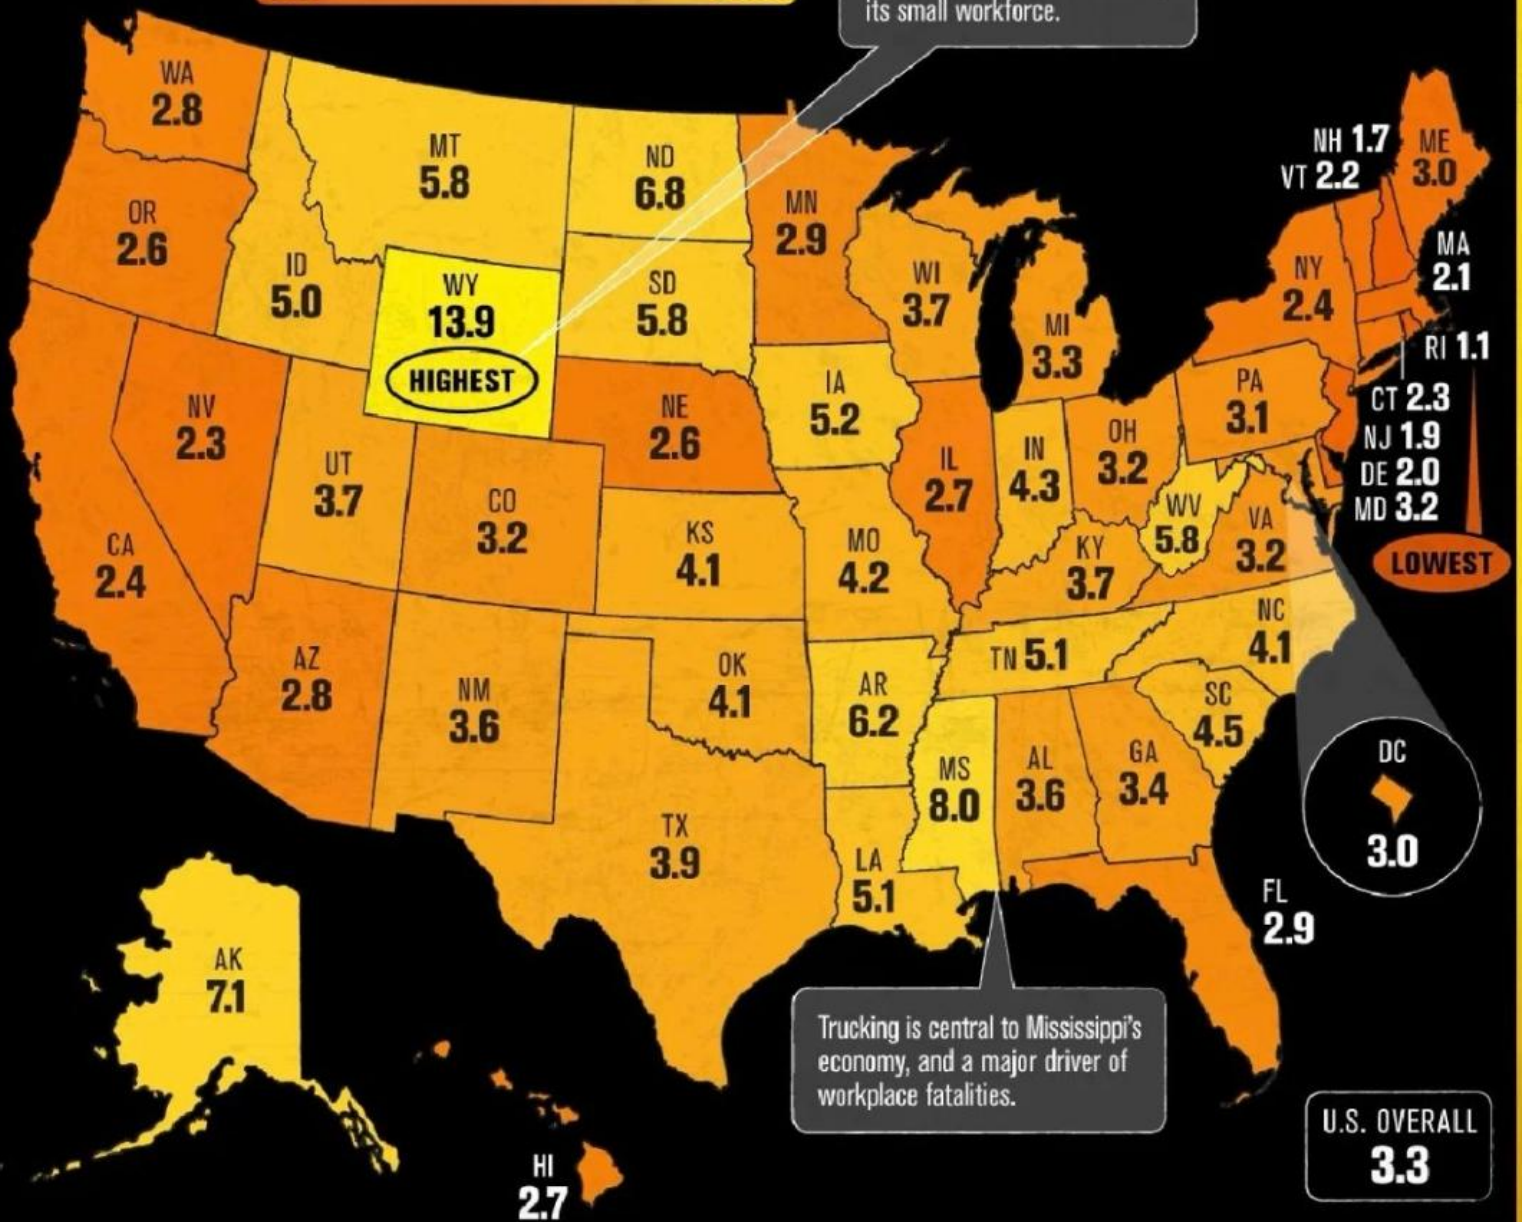 its small workforce.
WA
2.8
MT
5.8
ND
6.8
MN
2.9
NH 1.7
VT 2.2
ME
3.0
OR
2.6
ID
5.0
WY
13.9
HIGHEST
SD
5.8
WI
3.7
MI
3.3
NY
2.4
MA
2.1
RI 1.1
NV
2.3
NE
2.6
IA
5.2
PA
3.1
CT 2.3
NJ 1.9
DE 2.0
MD 3.2
LOWEST
UT
3.7
CO
3.2
IL
2.7
IN
4.3
OH
3.2
WV
5.8
VA
3.2
CA
2.4
KS
4.1
MO
4.2
KY
3.7
NC
4.1
AZ
2.8
NM
3.6
OK
4.1
AR
6.2
TN 5.1
SC
4.5
MS
8.0
AL
3.6
GA
3.4
DC
3.0
TX
3.9
LA
5.1
FL
2.9
AK
7.1
Trucking is central to Mississippi's
economy, and a major driver of
workplace fatalities.
HI
2.7
U.S. OVERALL
3.3